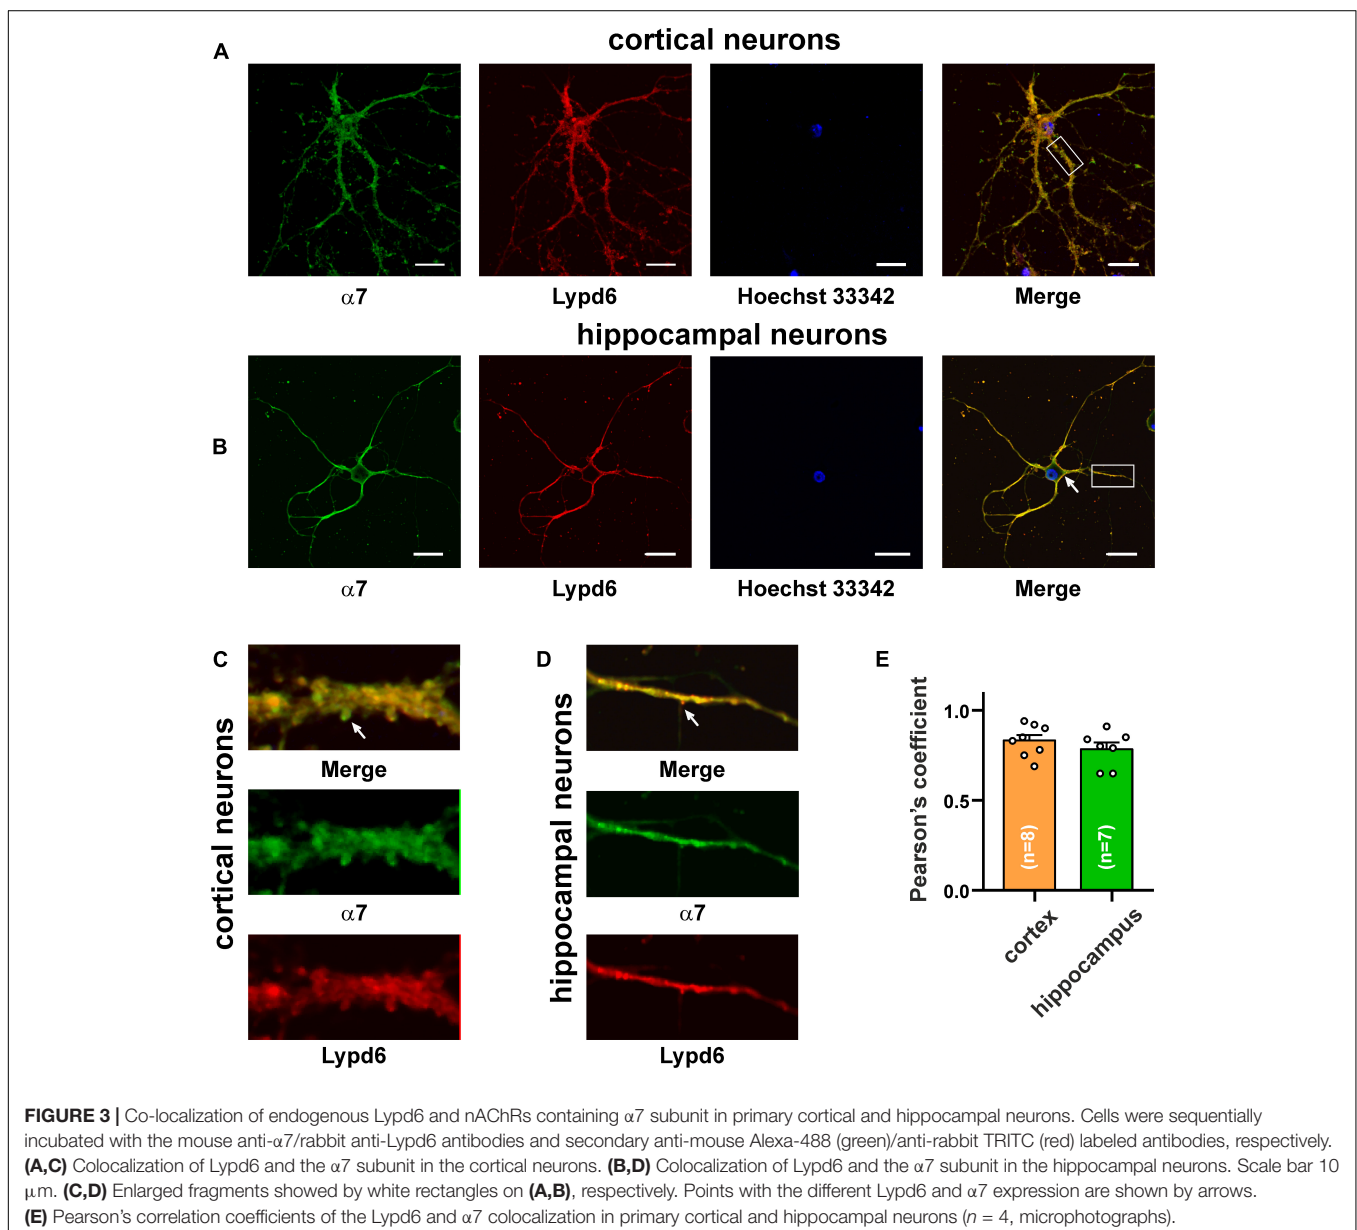 A
cortical neurons
α7
Lypd6
Hoechst 33342
Merge
hippocampal neurons
B
α7
Lypd6
Hoechst 33342
Merge
C
cortical neurons
Merge
α7
Lypd6
D
hippocampal neurons
Merge
α7
Lypd6
E
Pearson's coefficient
1.0
0.5
0.0
(n=8)
(n=7)
cortex
hippocampus
FIGURE 3 | Co-localization of endogenous Lypd6 and nAChRs containing α7 subunit in primary cortical and hippocampal neurons. Cells were sequentially
incubated with the mouse anti-α7/rabbit anti-Lypd6 antibodies and secondary anti-mouse Alexa-488 (green)/anti-rabbit TRITC (red) labeled antibodies, respectively.
(A,C) Colocalization of Lypd6 and the α7 subunit in the cortical neurons. (B,D) Colocalization of Lypd6 and the α7 subunit in the hippocampal neurons. Scale bar 10
μm. (C,D) Enlarged fragments showed by white rectangles on (A,B), respectively. Points with the different Lypd6 and α7 expression are shown by arrows.
(E) Pearson's correlation coefficients of the Lypd6 and α7 colocalization in primary cortical and hippocampal neurons (n = 4, microphotographs).